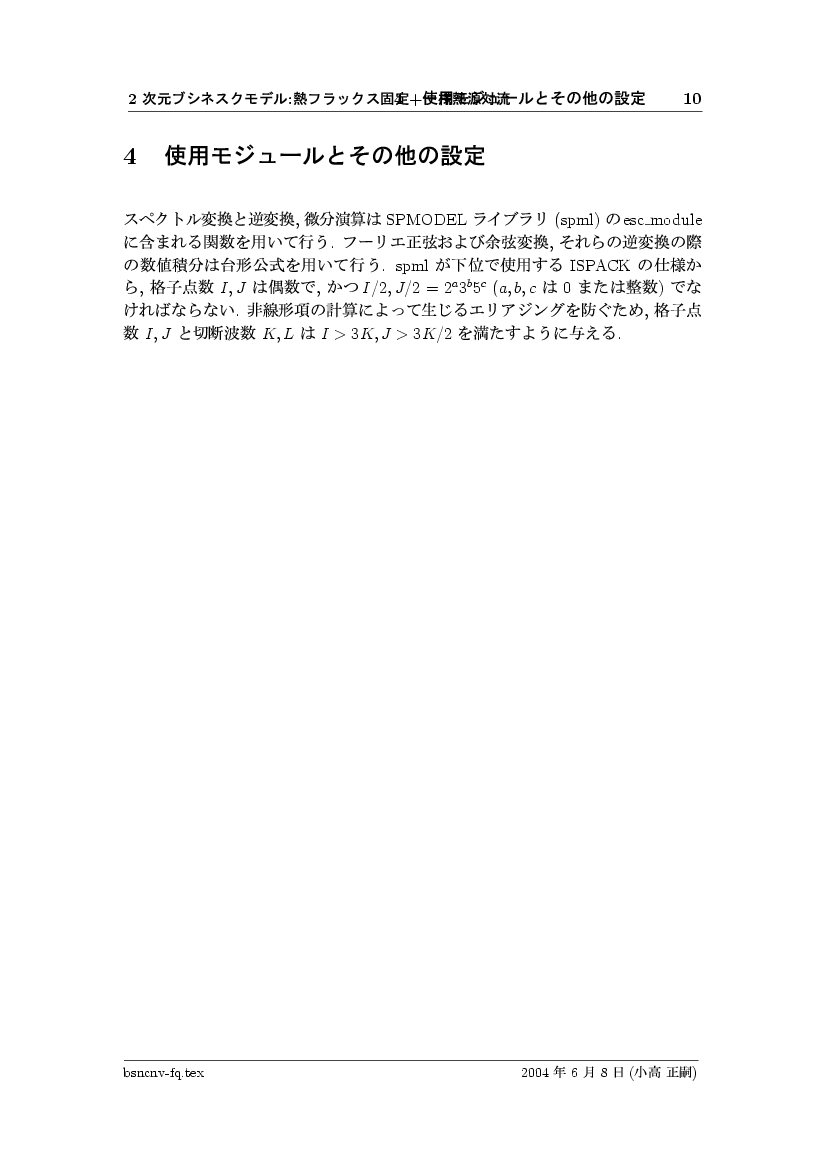 2 次元ブシネスクモデル:熱フラックス固定+ 4 使用モジュールとその他の設定 10
4 使用モジュールとその他の設定
スペクトル変換と逆変換, 微分演算は SPMODEL ライブラリ (spml) の esc_module
に含まれる関数を用いて行う. フーリエ正弦および余弦変換, それらの逆変換の際
の数値積分は台形公式を用いて行う. spml が下位で使用する ISPACK の仕様か
ら, 格子点数 I, J は偶数で, かつ I/2, J/2 = 2^a3^b5^c (a, b, c は 0 または整数) でな
ければならない. 非線形項の計算によって生じるエリアジングを防ぐため, 格子点
数 I, J と切断波数 K, L は I > 3K, J > 3K/2 を満たすように与える.
bsncnv-fq.tex 2004 年 6 月 8 日 (小高 正嗣)